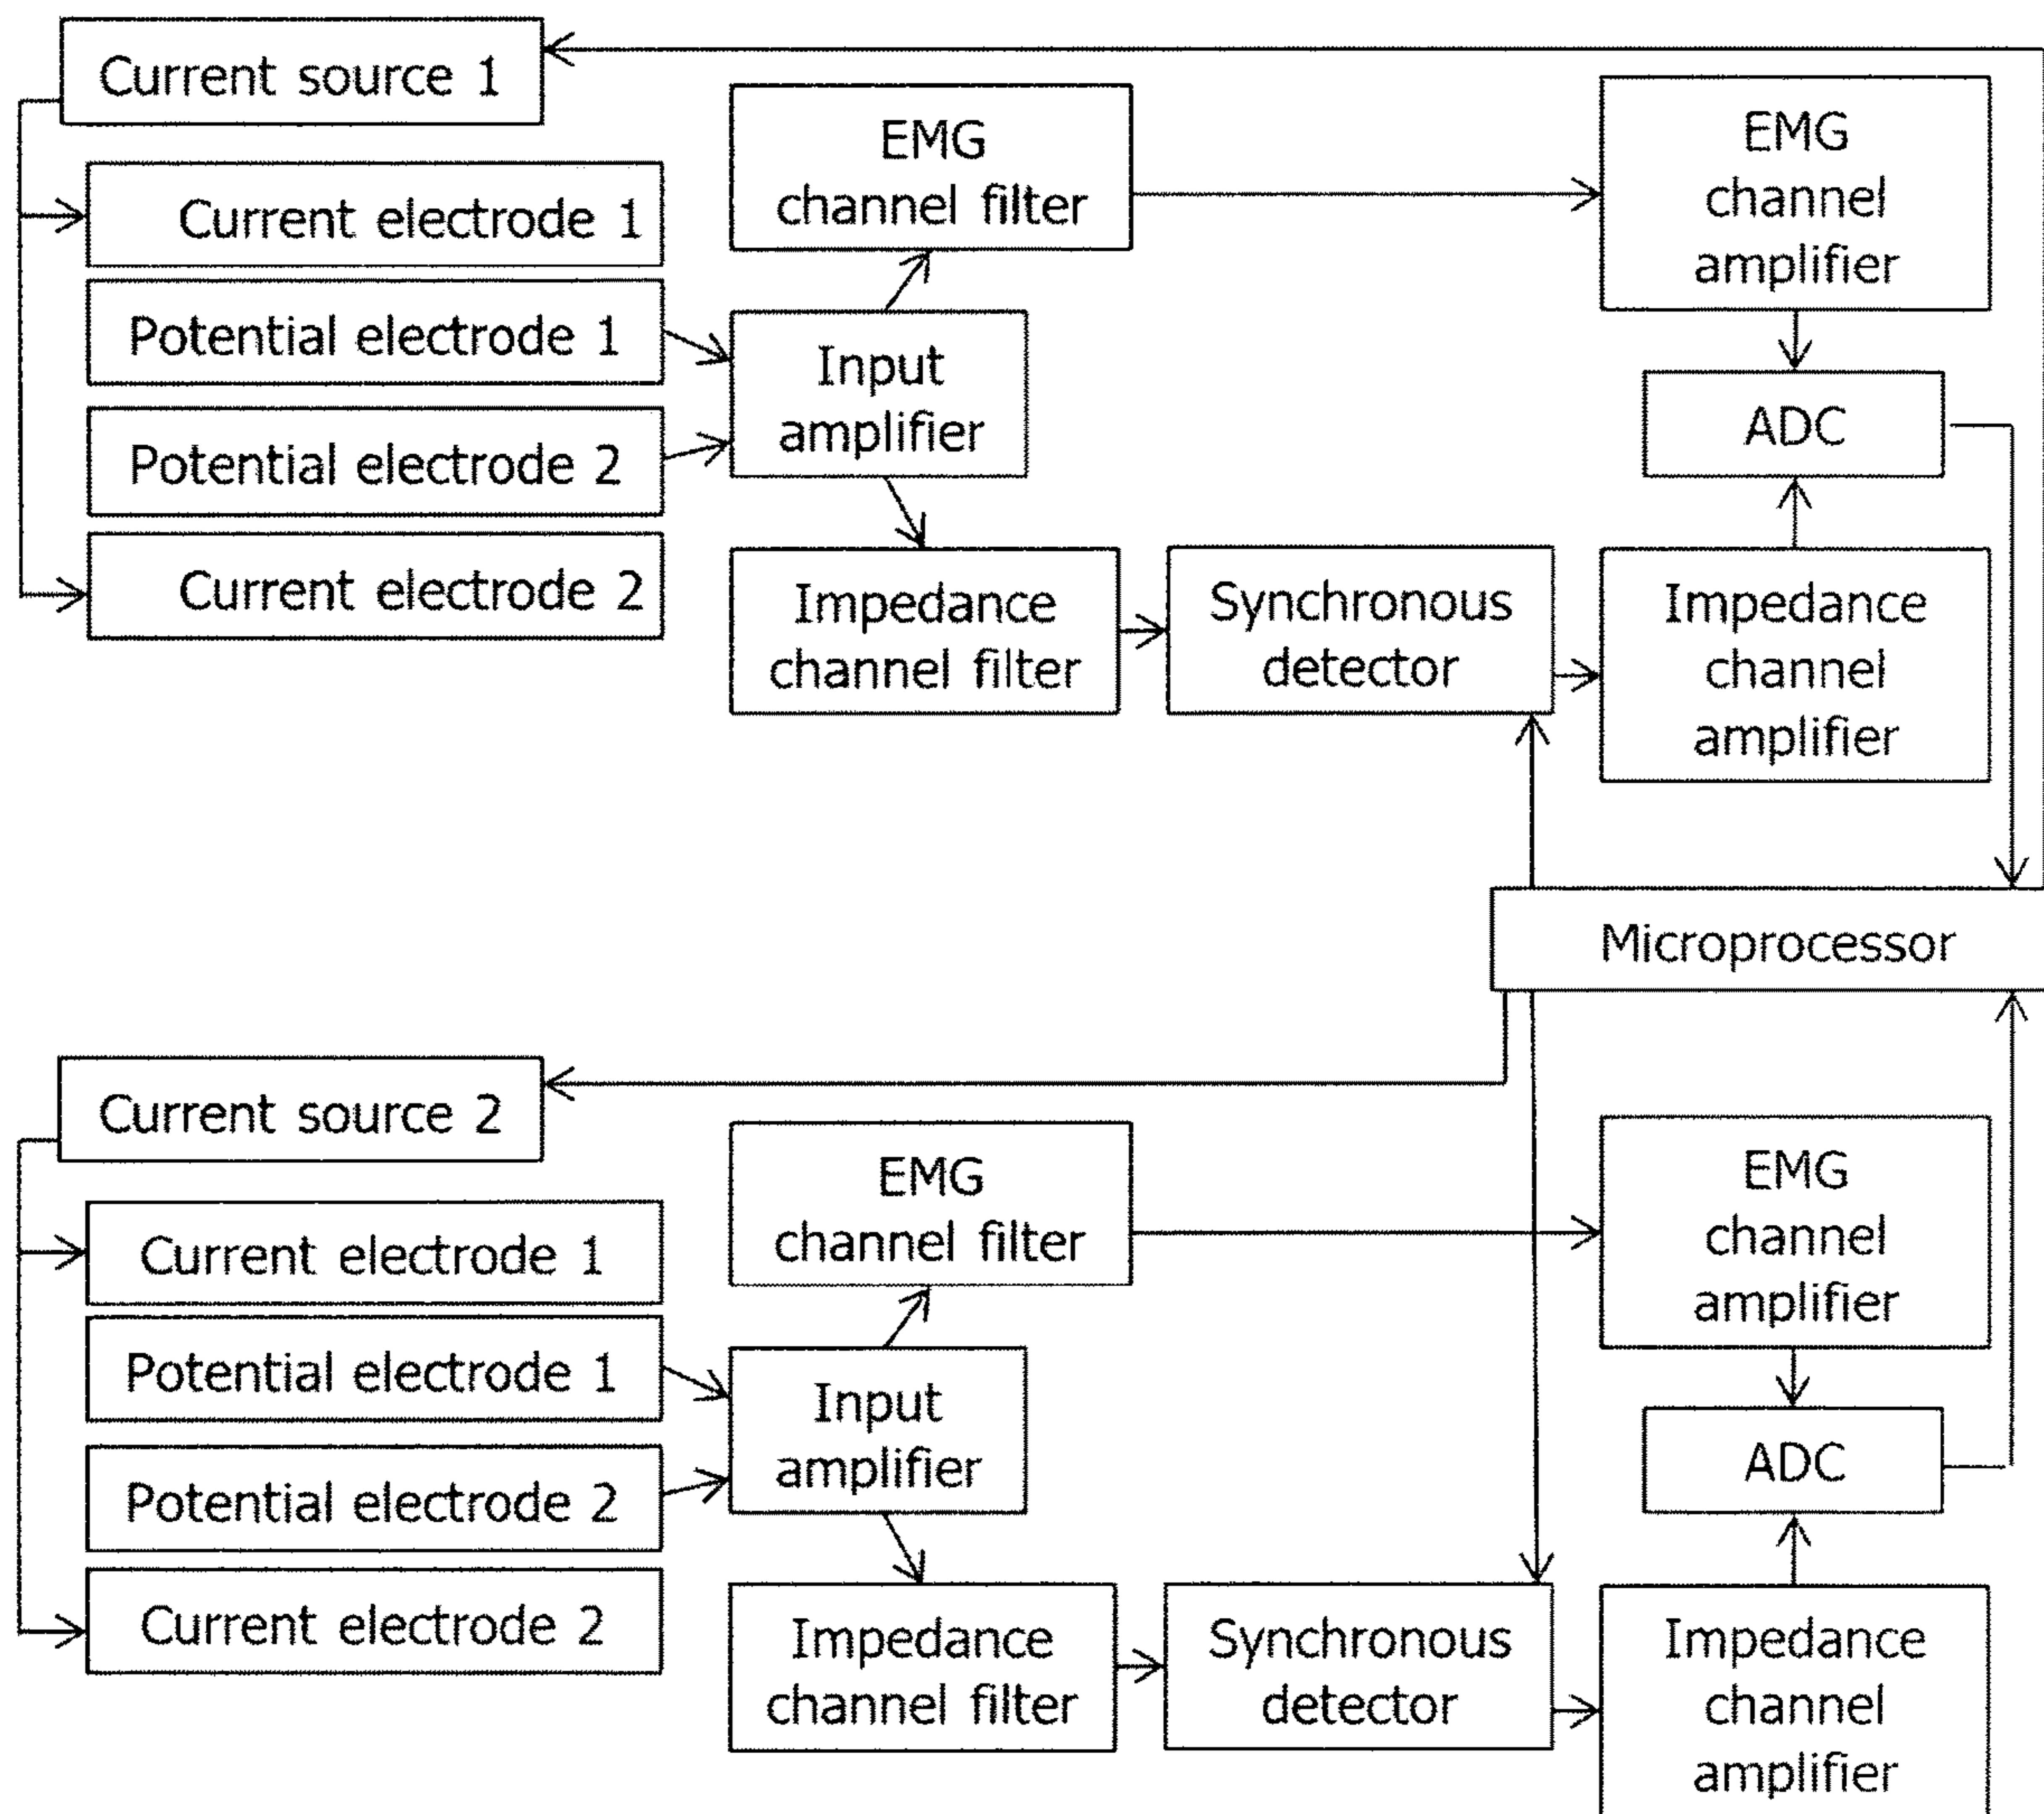 Current source 1
Current electrode 1
Potential electrode 1
Potential electrode 2
Current electrode 2
EMG
channel filter
Input
amplifier
Impedance
channel filter
Synchronous
detector
EMG
channel
amplifier
ADC
Impedance
channel
amplifier
Microprocessor
Current source 2
Current electrode 1
Potential electrode 1
Potential electrode 2
Current electrode 2
EMG
channel filter
Input
amplifier
Impedance
channel filter
Synchronous
detector
EMG
channel
amplifier
ADC
Impedance
channel
amplifier